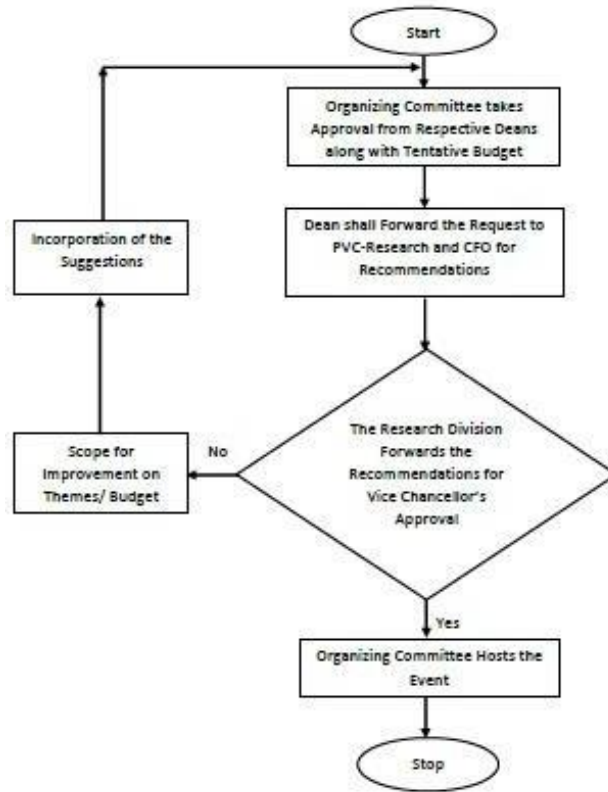 Start
Organizing Committee takes
Approval from Respective Deans
along with Tentative Budget
Dean shall Forward the Request to
PVC-Research and CFO for
Recommendations
Incorporation of the
Suggestions
The Research Division
Forwards the
Recommendations for
Vice Chancellor's
Approval
No
Scope for
Improvement on
Themes/ Budget
Yes
Organizing Committee Hosts the
Event
Stop